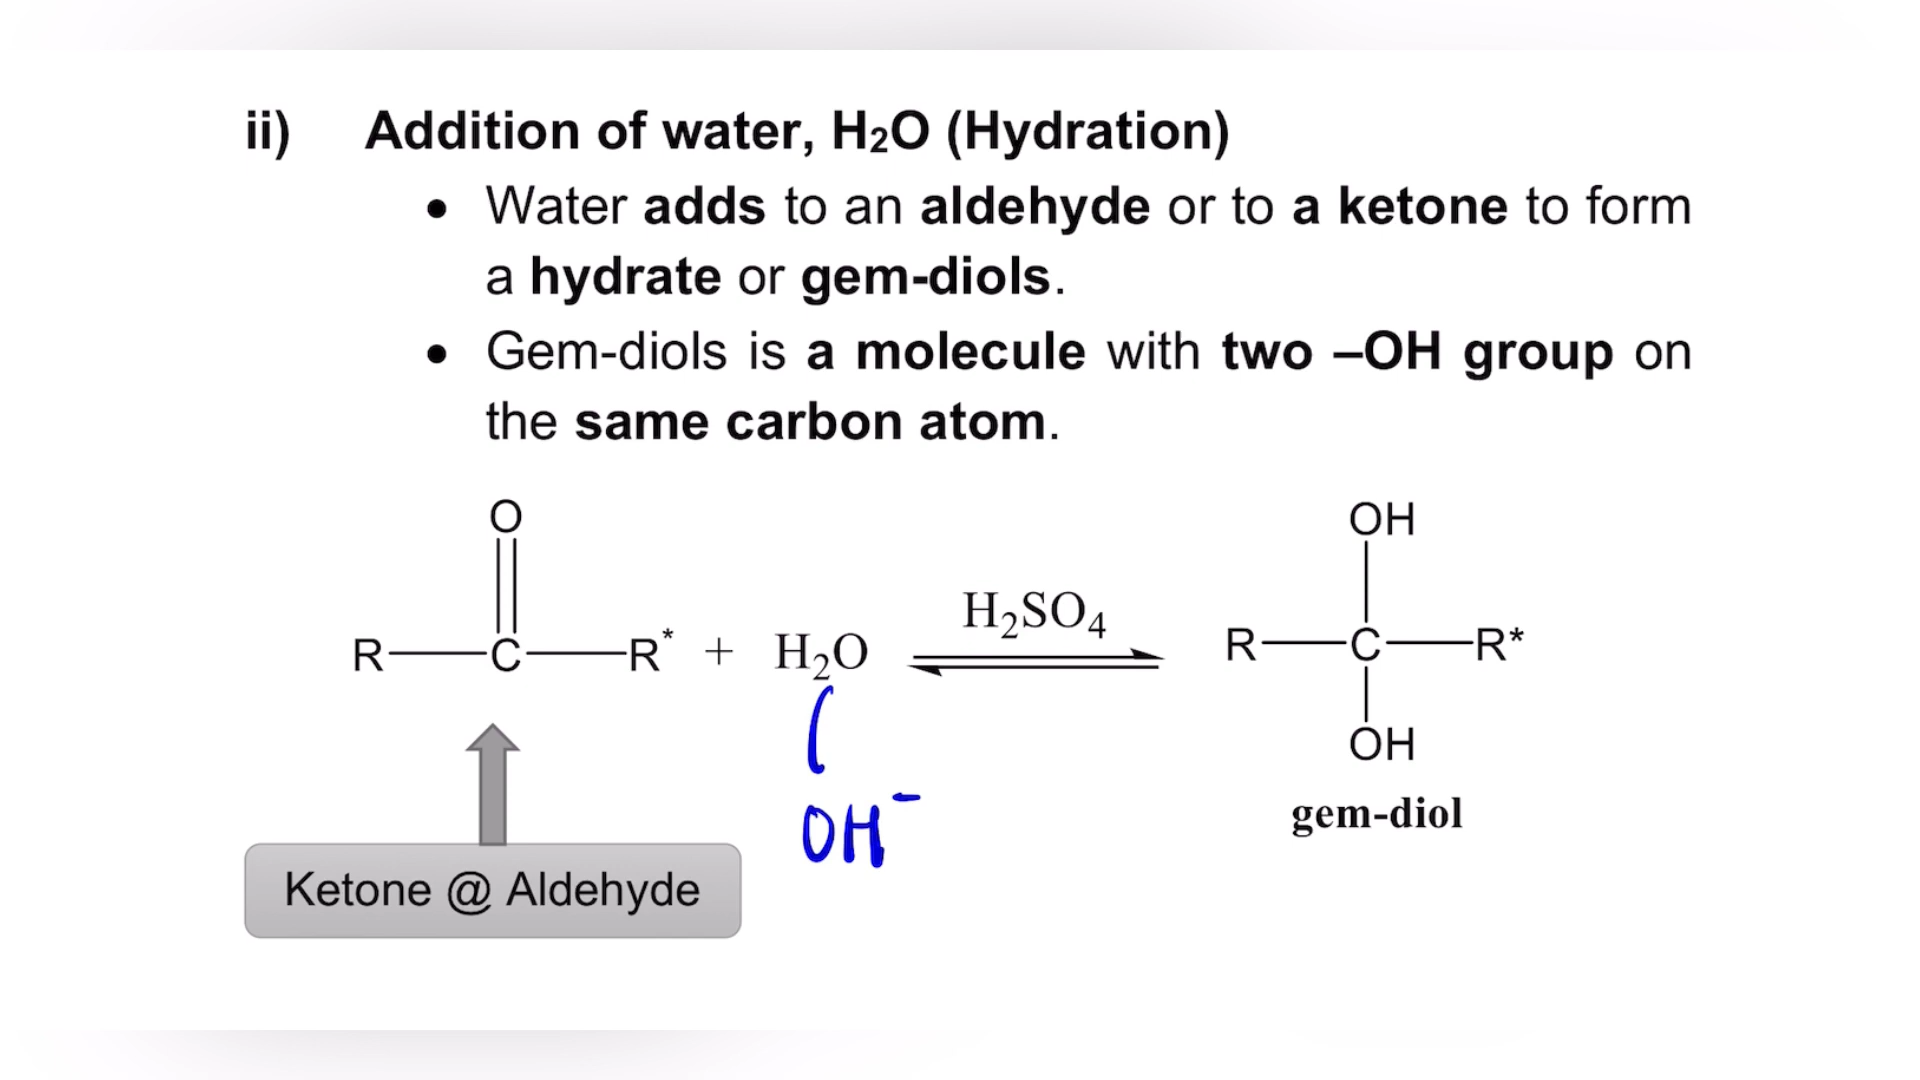 ii) Addition of water, H₂O (Hydration)
• Water adds to an aldehyde or to a ketone to form
a hydrate or gem-diols.
• Gem-diols is a molecule with two –OH group on
the same carbon atom.
O
R C R* + H₂O H₂SO₄ R C R*
OH
OH
OH⁻
gem-diol
Ketone @ Aldehyde